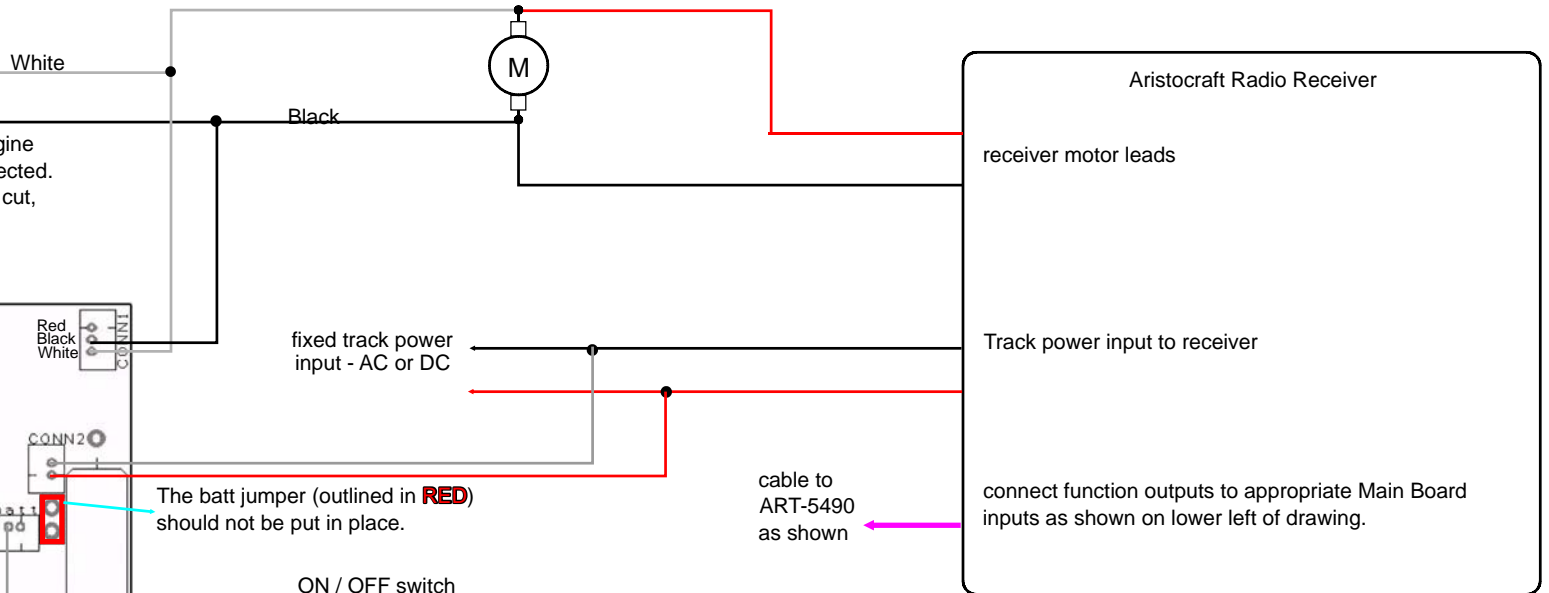 White
M
Aristocraft Radio Receiver
Black
receiver motor leads
gine
ected.
cut,
Red
Black
White
CONN1
fixed track power
input - AC or DC
Track power input to receiver
CONN2
The batt jumper (outlined in RED)
should not be put in place.
att
cable to
ART-5490
as shown
connect function outputs to appropriate Main Board
inputs as shown on lower left of drawing.
ON / OFF switch